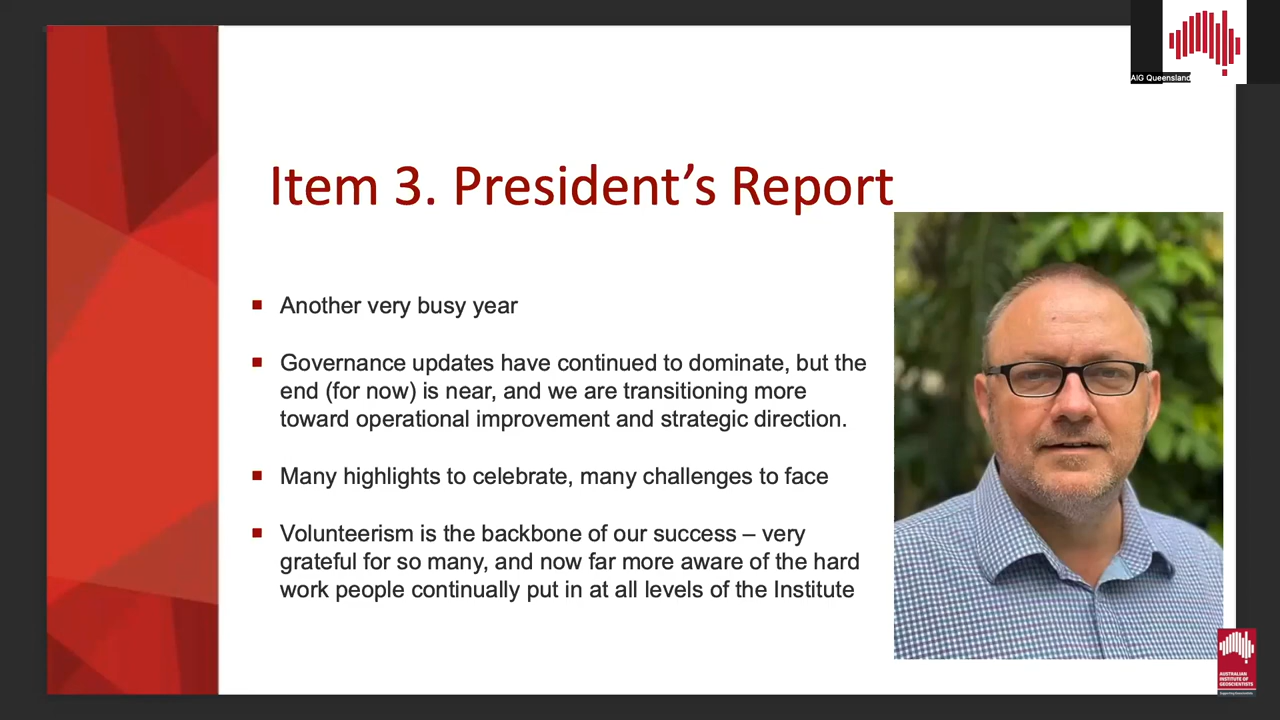 AIG Queensland
Item 3. President’s Report
Another very busy year
Governance updates have continued to dominate, but the
end (for now) is near, and we are transitioning more
toward operational improvement and strategic direction.
Many highlights to celebrate, many challenges to face
Volunteerism is the backbone of our success – very
grateful for so many, and now far more aware of the hard
work people continually put in at all levels of the Institute
AUSTRALIAN
INSTITUTE OF
GEOSCIENTISTS